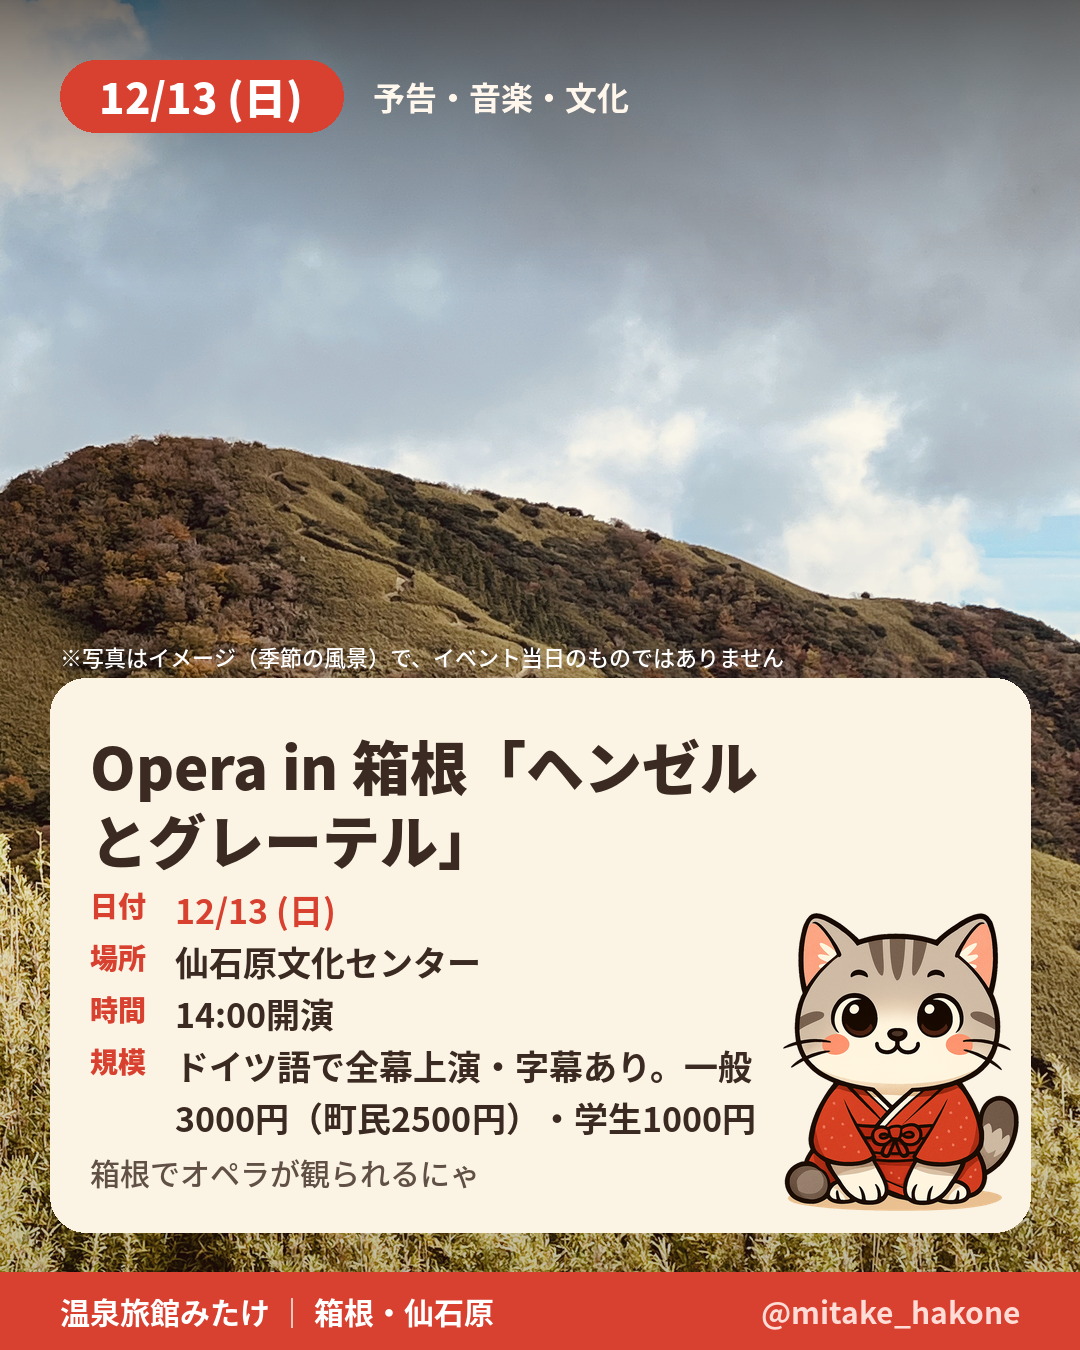 12/13 (日)
予告・音楽・文化
※写真はイメージ（季節の風景）で、イベント当日のものではありません
Opera in 箱根「ヘンゼル
とグレーテル」
日付 12/13 (日)
場所 仙石原文化センター
時間 14:00開演
規模 ドイツ語で全幕上演・字幕あり。一般
3000円（町民2500円）・学生1000円
箱根でオペラが観られるにゃ
温泉旅館みたけ｜箱根・仙石原
@mitake_hakone